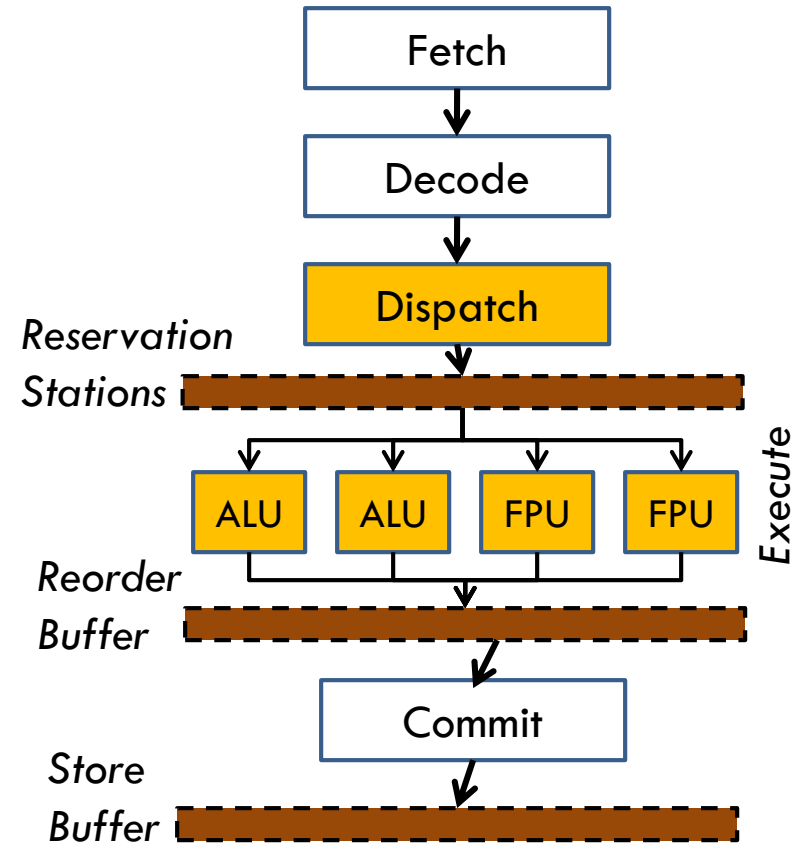 Fetch
Decode
Dispatch
Reservation
Stations
Execute
ALU ALU FPU FPU
Reorder
Buffer
Commit
Store
Buffer